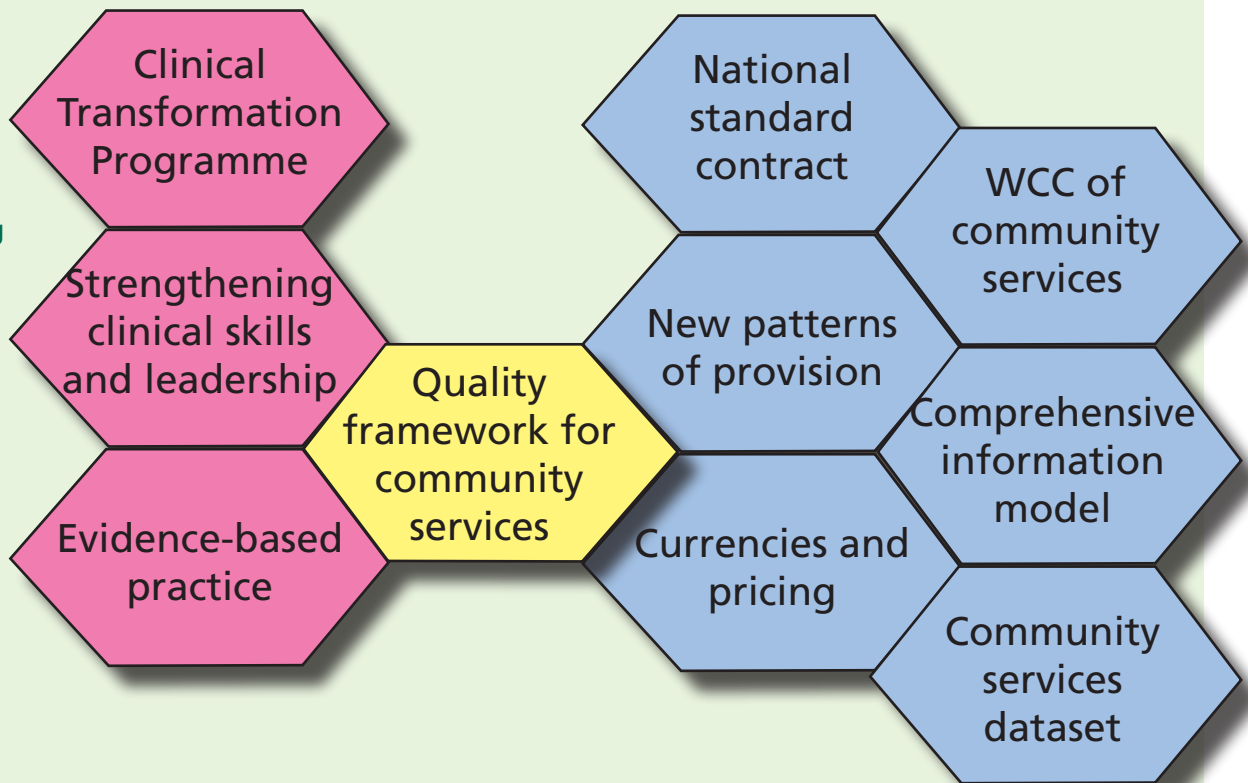 Clinical
Transformation
Programme
Strengthening
clinical skills
and leadership
Evidence-based
practice
Quality
framework for
community
services
National
standard
contract
New patterns
of provision
Currencies and
pricing
WCC of
community
services
Comprehensive
information
model
Community
services
dataset